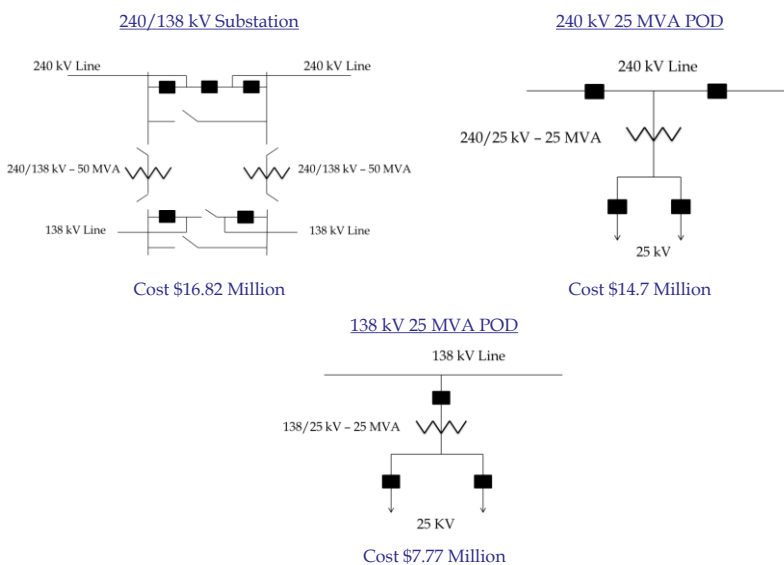 240/138 kV Substation
240 kV Line
240 kV Line
240/138 kV – 50 MVA
240/138 kV – 50 MVA
138 kV Line
138 kV Line
Cost $16.82 Million
240 kV 25 MVA POD
240 kV Line
240/25 kV – 25 MVA
25 kV
Cost $14.7 Million
138 kV 25 MVA POD
138 kV Line
138/25 kV – 25 MVA
25 KV
Cost $7.77 Million